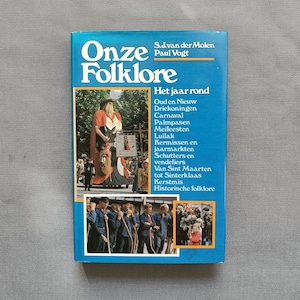 Onze
Folklore
S.J. van der Molen
Paul Vogt
Het jaar rond
Oud en Nieuw
Driekoningen
Carnaval
Palmpasen
Meifeesten
Luilak
Kermissen en
jaarmarkten
Schutters en
vendeliers
Van Sint Maarten
tot Sinterklaas
Kerstmis
Historische folklore